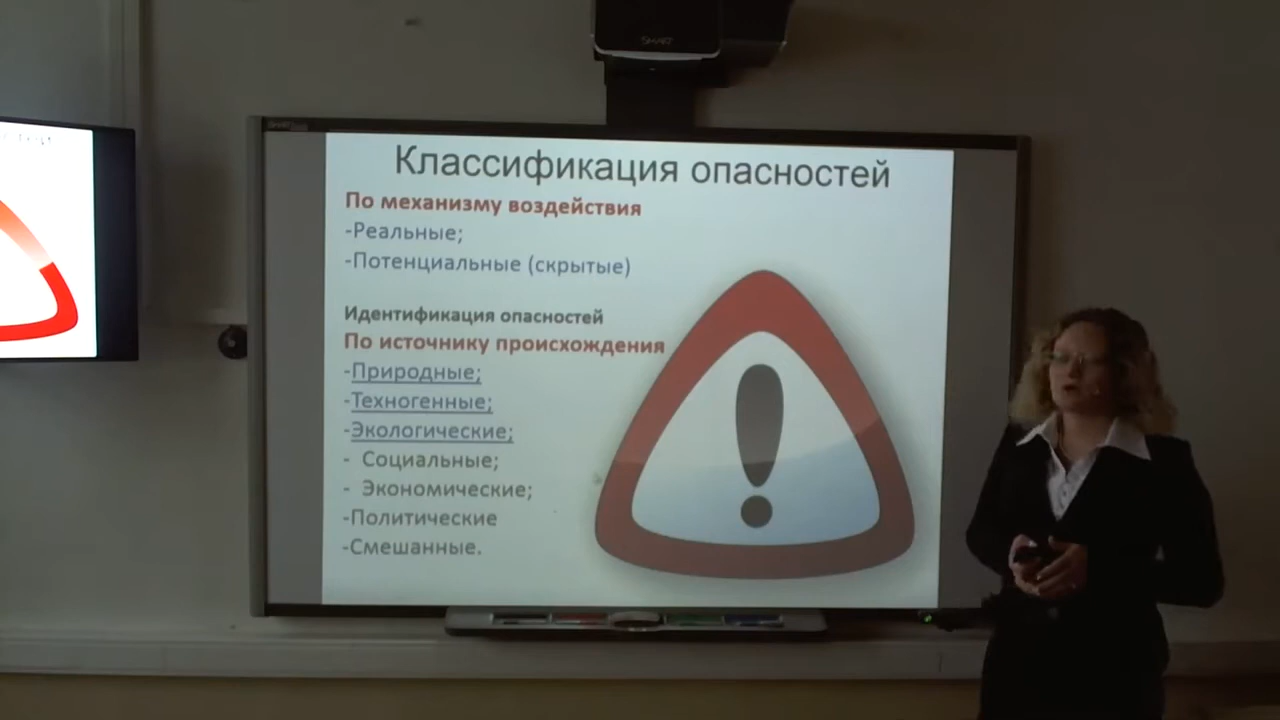 SMART
Классификация опасностей
По механизму воздействия
-Реальные;
-Потенциальные (скрытые)
Идентификация опасностей
По источнику происхождения
-Природные;
-Техногенные;
-Экологические;
- Социальные;
- Экономические;
-Политические
-Смешанные.